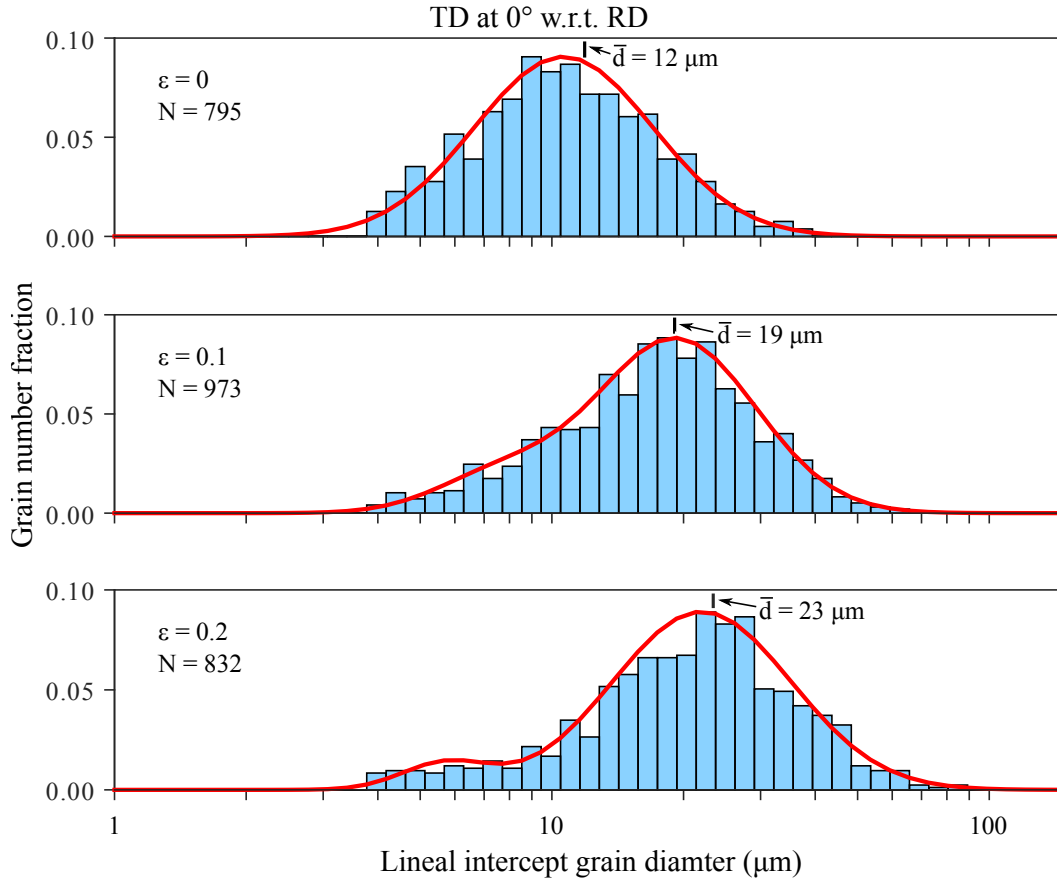 TD at 0° w.r.t. RD
0.10
d̄ = 12 μm
ε = 0
N = 795
0.05
0.00
0.10
d̄ = 19 μm
ε = 0.1
N = 973
0.05
0.00
Grain number fraction
0.10
d̄ = 23 μm
ε = 0.2
N = 832
0.05
0.00
1 10 100
Lineal intercept grain diamter (μm)